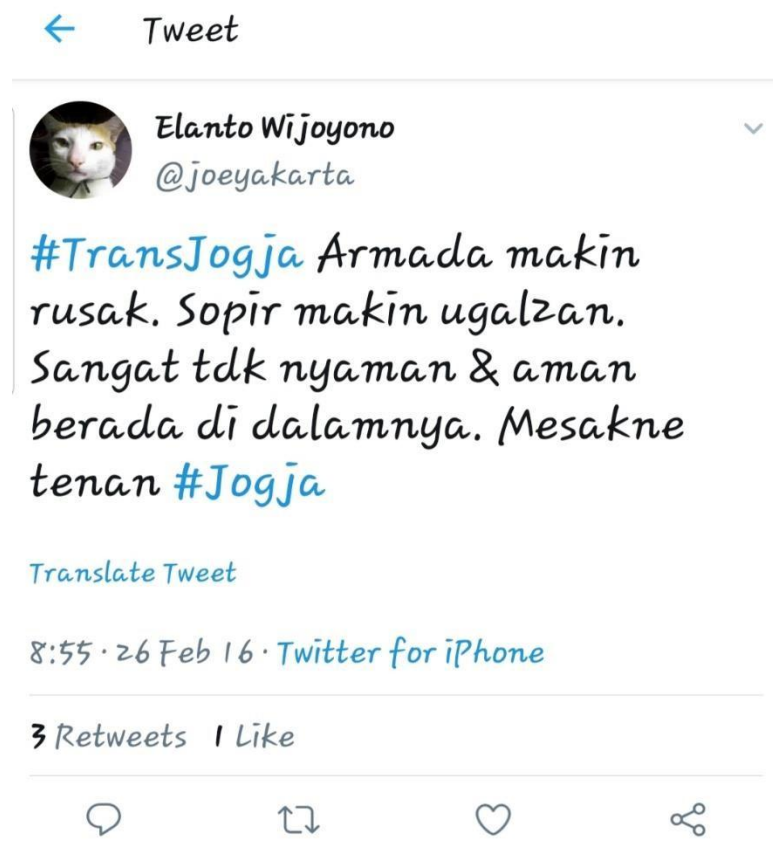 Tweet
Elanto Wijoyono
@joeyakarta
#TransJogja Armada makin
rusak. Sopir makin ugal2an.
Sangat tdk nyaman & aman
berada di dalamnya. Mesakne
tenan #Jogja
Translate Tweet
8:55 · 26 Feb 16 · Twitter for iPhone
3 Retweets 1 Like